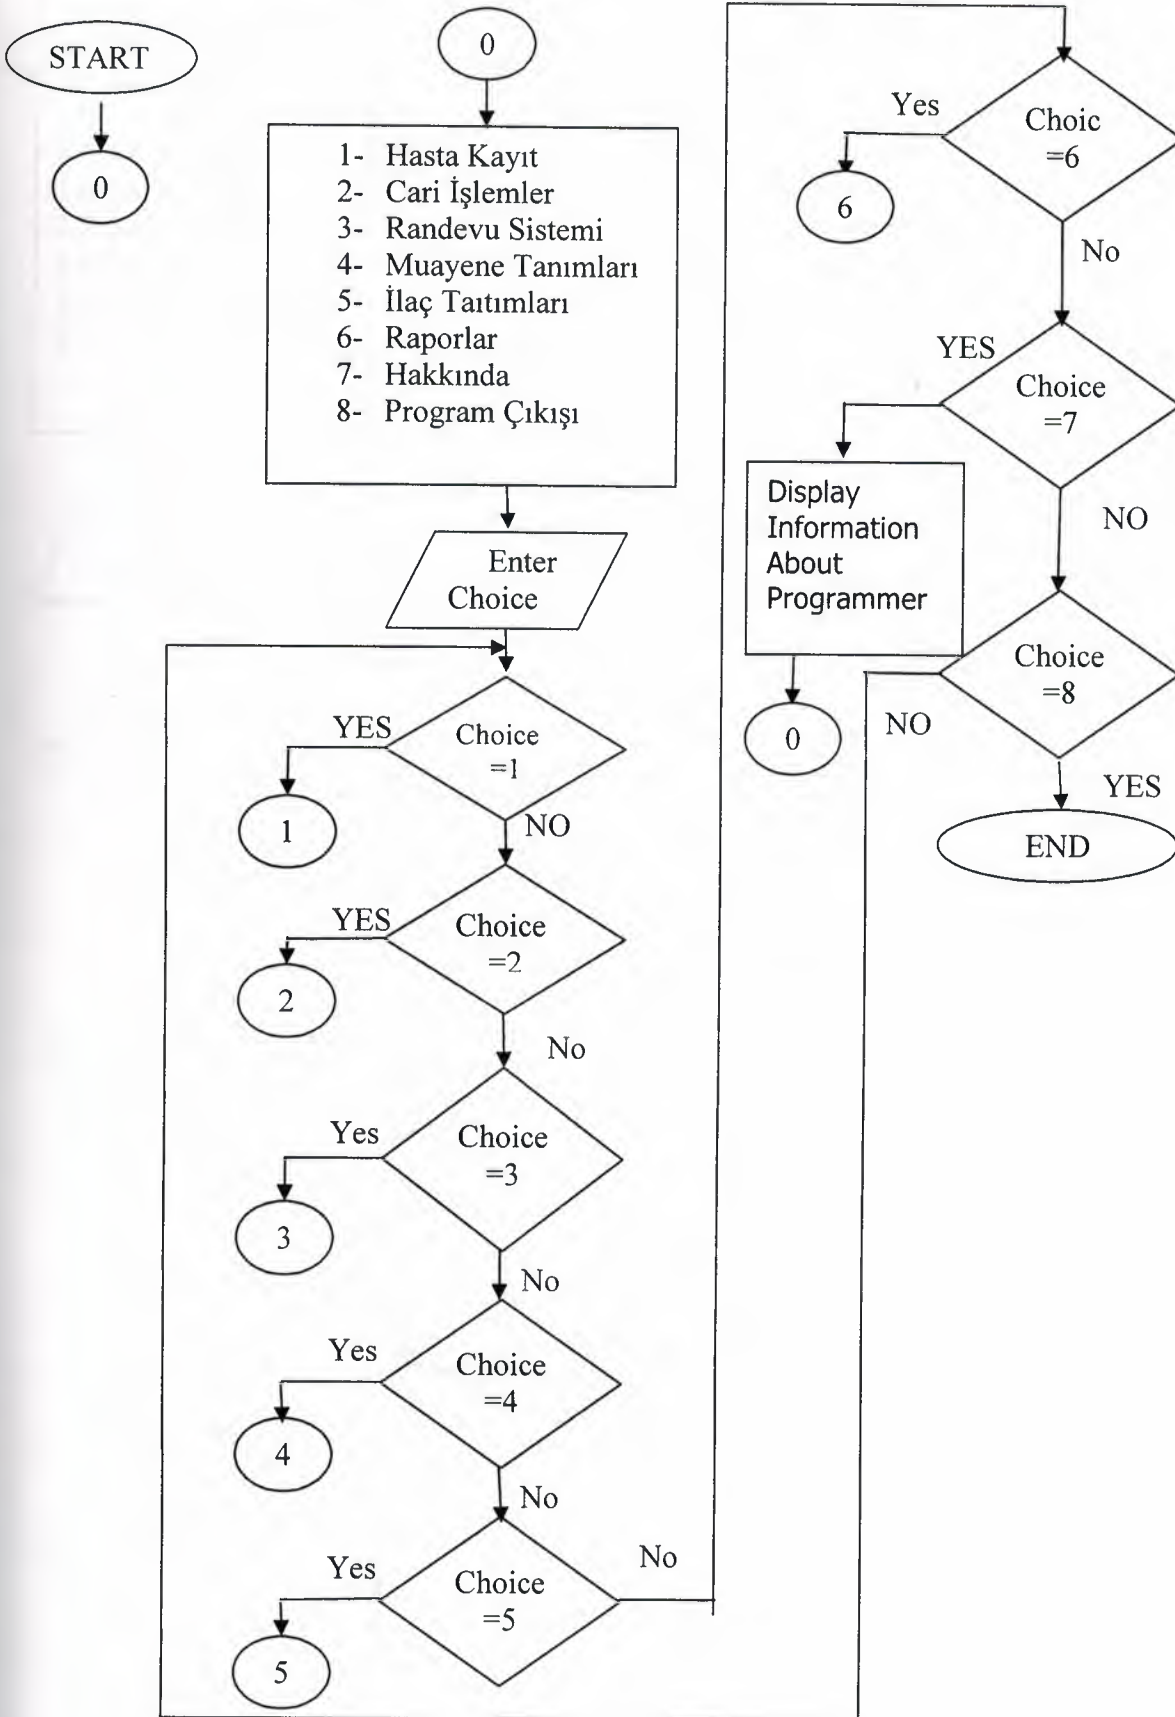 START
0
0
1- Hasta Kayıt
2- Cari İşlemler
3- Randevu Sistemi
4- Muayene Tanımları
5- İlaç Taıtımları
6- Raporlar
7- Hakkında
8- Program Çıkışı
Enter
Choice
YES
Choice
=1
1
NO
YES
Choice
=2
2
No
Yes
Choice
=3
3
No
Yes
Choice
=4
4
No
Yes
Choice
=5
No
5
Yes
Choic
=6
6
No
YES
Choice
=7
Display
Information
About
Programmer
NO
0
Choice
=8
NO
YES
END